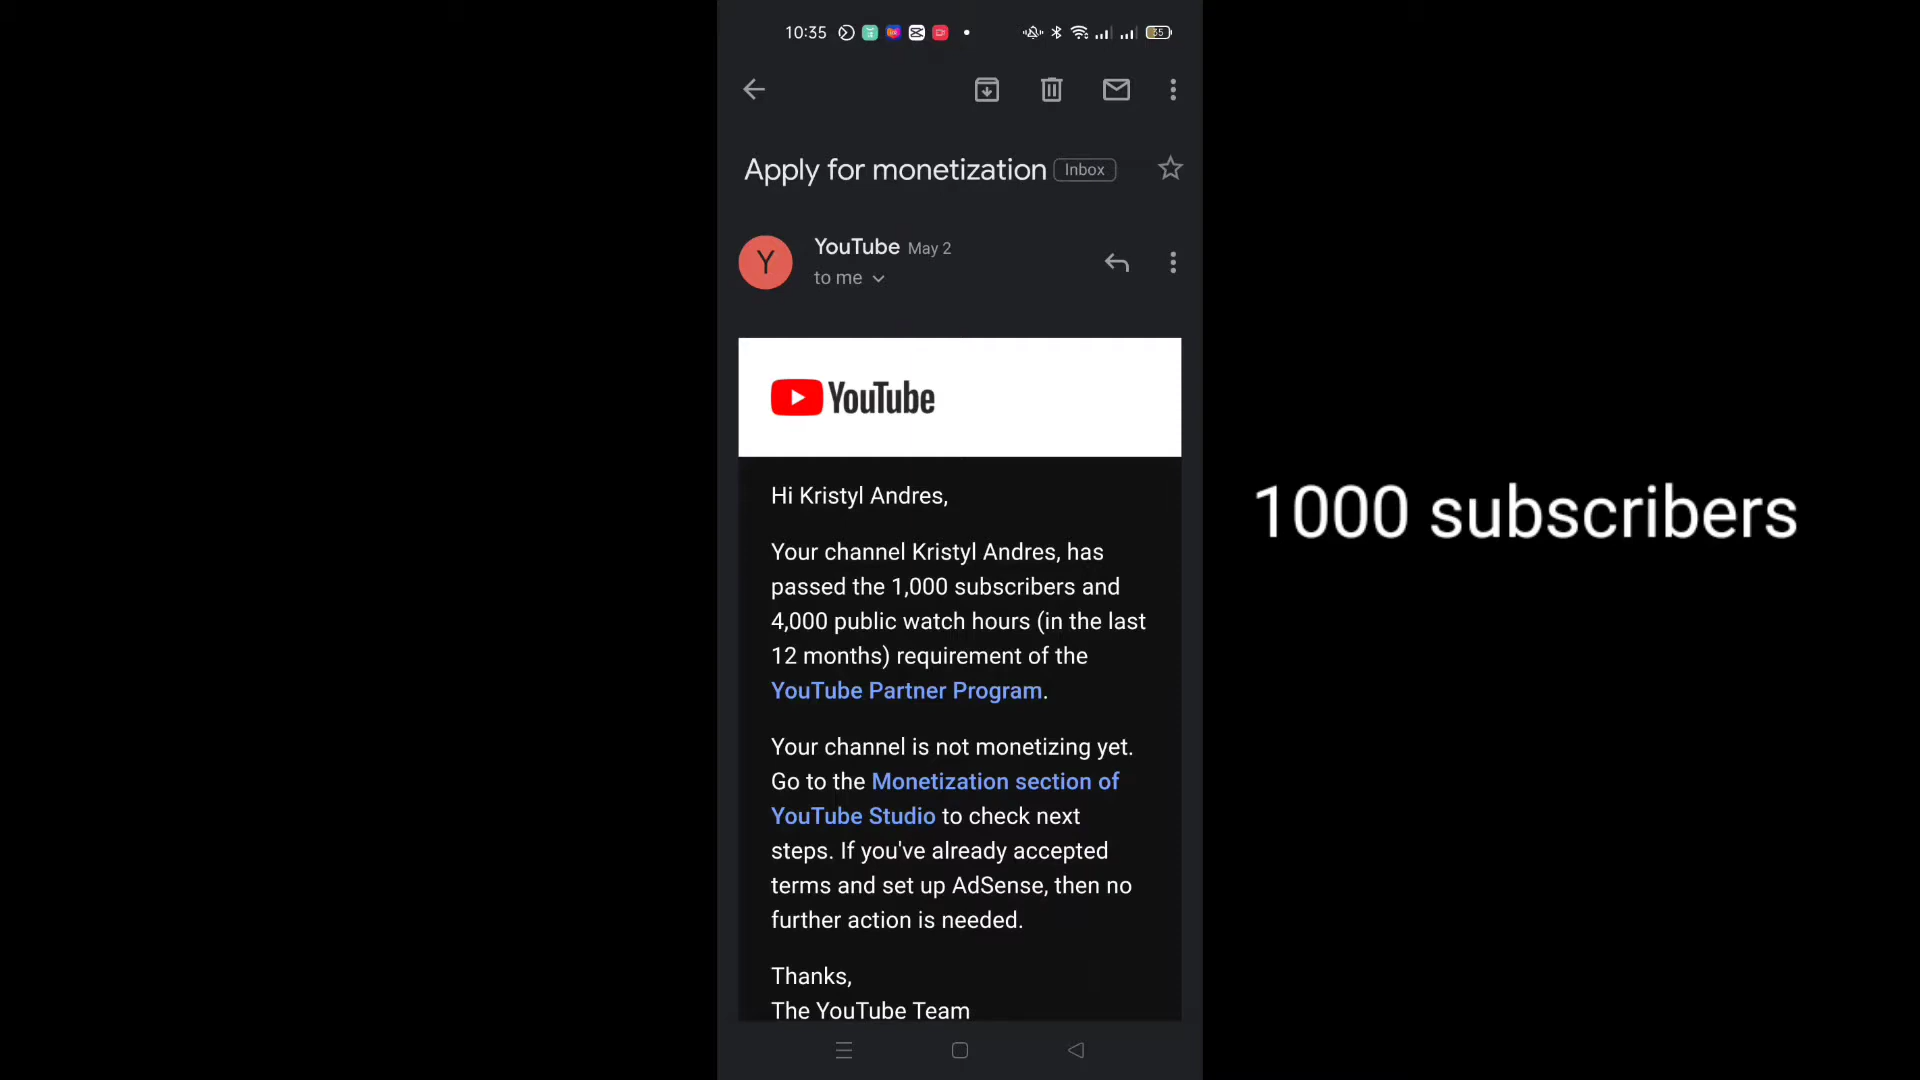 10:35
35
Apply for monetization Inbox
Y
YouTube May 2
to me
YouTube
Hi Kristyl Andres,
Your channel Kristyl Andres, has
passed the 1,000 subscribers and
4,000 public watch hours (in the last
12 months) requirement of the
YouTube Partner Program.
Your channel is not monetizing yet.
Go to the Monetization section of
YouTube Studio to check next
steps. If you've already accepted
terms and set up AdSense, then no
further action is needed.
Thanks,
The YouTube Team
1000 subscribers